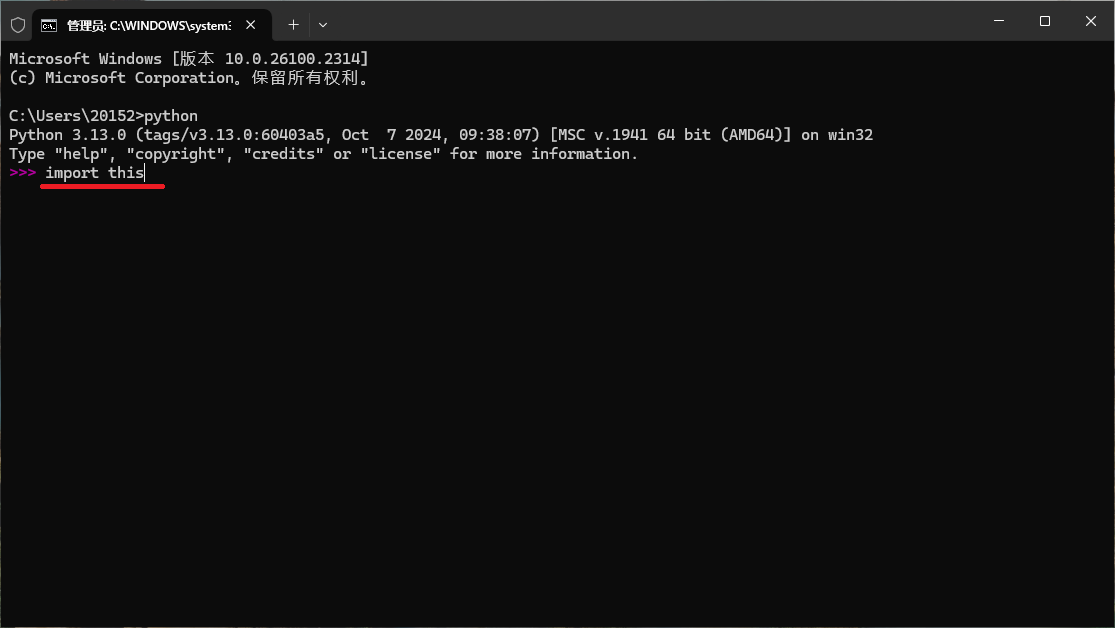 管理员: C:\WINDOWS\system3
Microsoft Windows [版本 10.0.26100.2314]
(c) Microsoft Corporation。保留所有权利。
C:\Users\20152>python
Python 3.13.0 (tags/v3.13.0:60403a5, Oct  7 2024, 09:38:07) [MSC v.1941 64 bit (AMD64)] on win32
Type "help", "copyright", "credits" or "license" for more information.
>>> import this